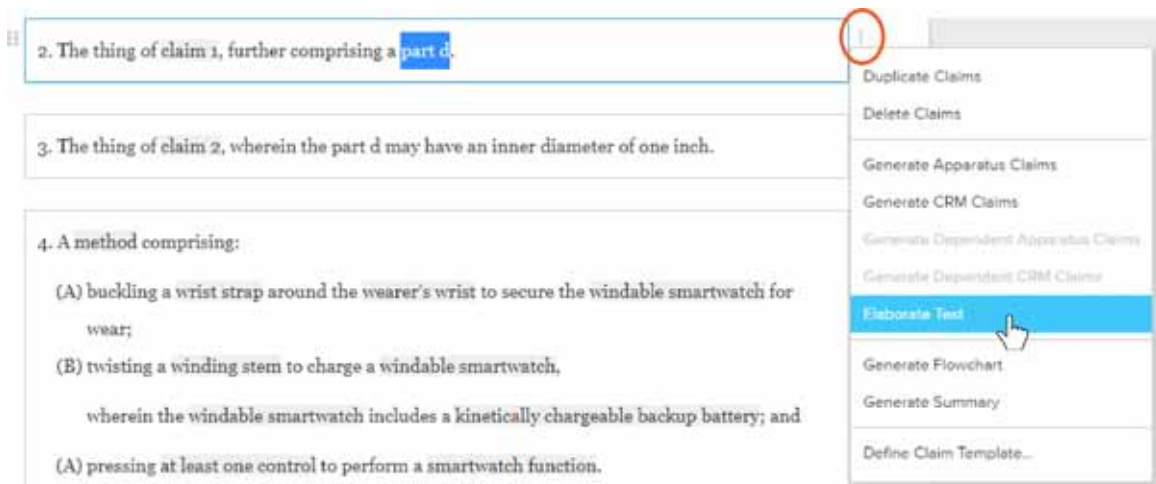 2. The thing of claim 1, further comprising a part d.
3. The thing of claim 2, wherein the part d may have an inner diameter of one inch.
4. A method comprising:
(A) buckling a wrist strap around the wearer's wrist to secure the windable smartwatch for
wear;
(B) twisting a winding stem to charge a windable smartwatch,
wherein the windable smartwatch includes a kinetically chargeable backup battery; and
(A) pressing at least one control to perform a smartwatch function.
Duplicate Claims
Delete Claims
Generate Apparatus Claims
Generate CRM Claims
Generate Dependent Apparatus Claims
Generate Dependent CRM Claims
Elaborate Text
Generate Flowchart
Generate Summary
Define Claim Template...